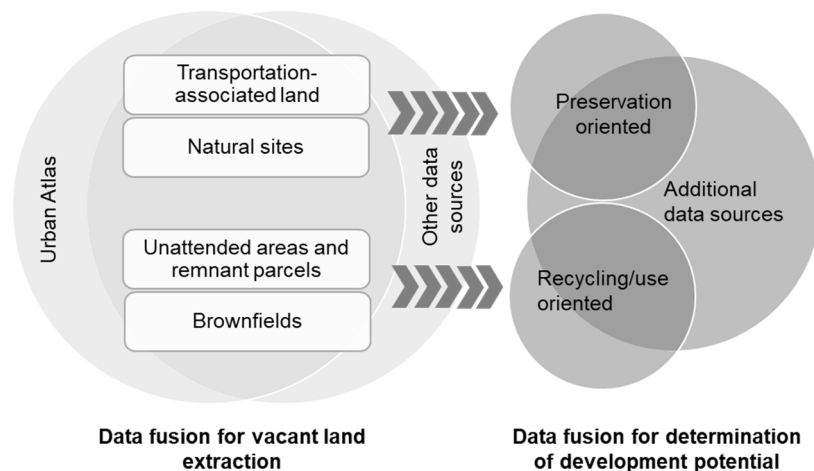 Urban Atlas
Transportation-
associated land
Natural sites
Unattended areas and
remnant parcels
Brownfields
Other data
sources
Preservation
oriented
Additional
data sources
Recycling/use
oriented
Data fusion for vacant land
extraction
Data fusion for determination
of development potential